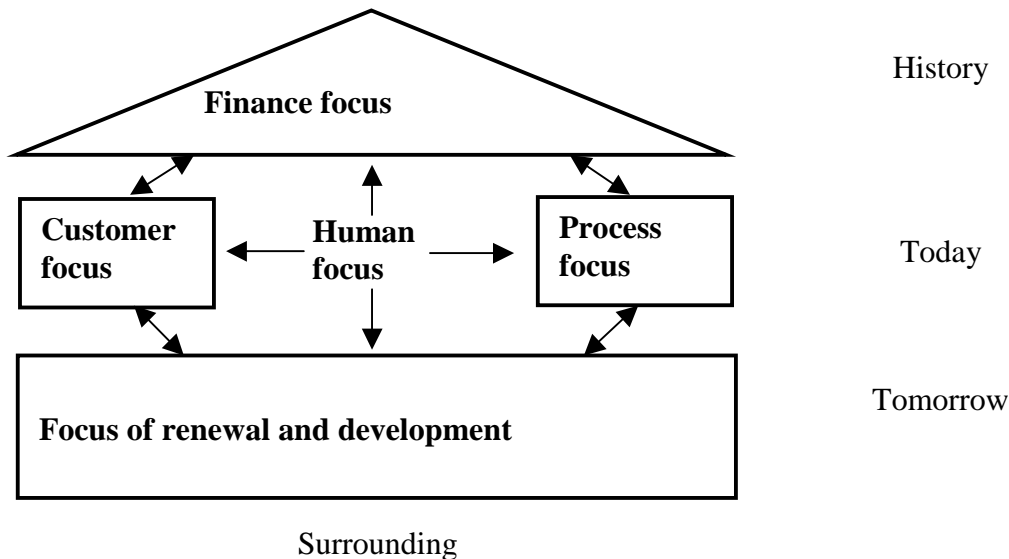 History
Finance focus
Customer
focus
Human
focus
Process
focus
Today
Tomorrow
Focus of renewal and development
Surrounding